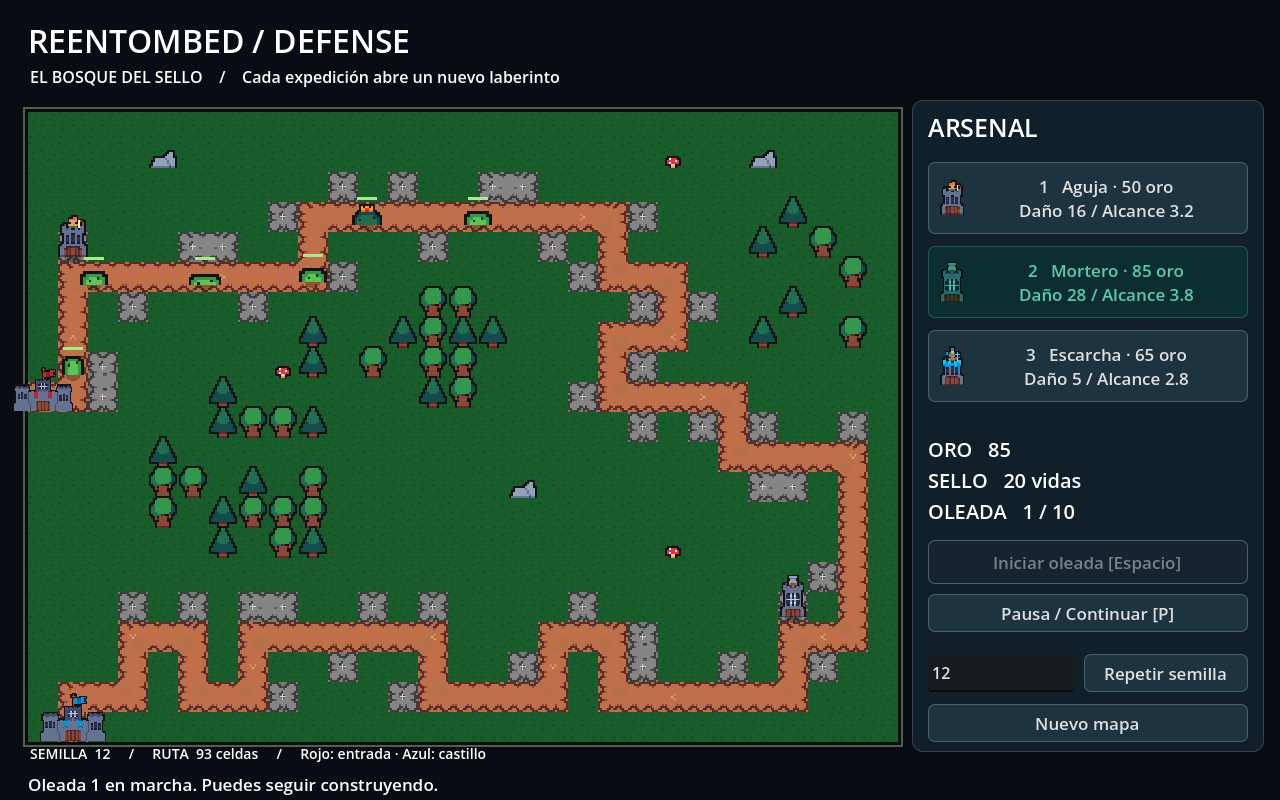 REENTOMBED / DEFENSE
EL BOSQUE DEL SELLO / Cada expedición abre un nuevo laberinto
ARSENAL
1 Aguja · 50 oro
Daño 16 / Alcance 3.2
2 Mortero · 85 oro
Daño 28 / Alcance 3.8
3 Escarcha · 65 oro
Daño 5 / Alcance 2.8
ORO 85
SELLO 20 vidas
OLEADA 1 / 10
Iniciar oleada [Espacio]
Pausa / Continuar [P]
12
Repetir semilla
Nuevo mapa
SEMILLA 12 / RUTA 93 celdas / Rojo: entrada · Azul: castillo
Oleada 1 en marcha. Puedes seguir construyendo.